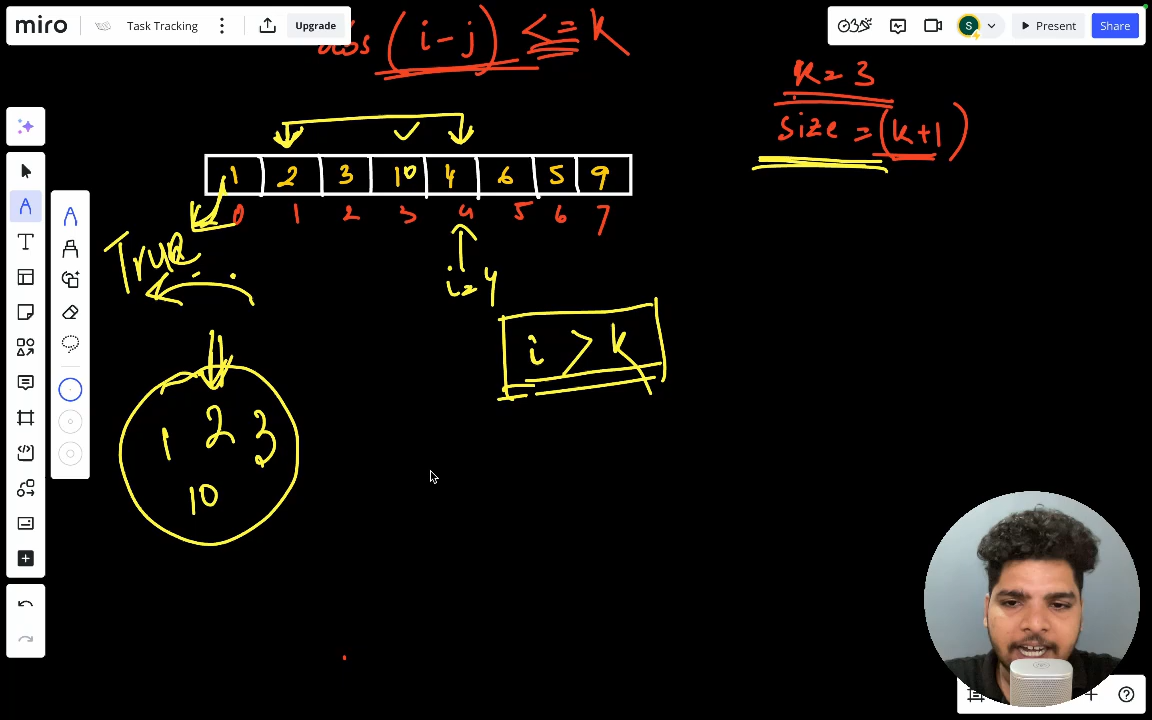 miro Task Tracking Upgrade
S Present Share
(i-j) <= k
k = 3
size = (k+1)
1 2 3 10 4 6 5 9
0 1 2 3 4 5 6 7
True
i=4
i > k
1 2 3
10